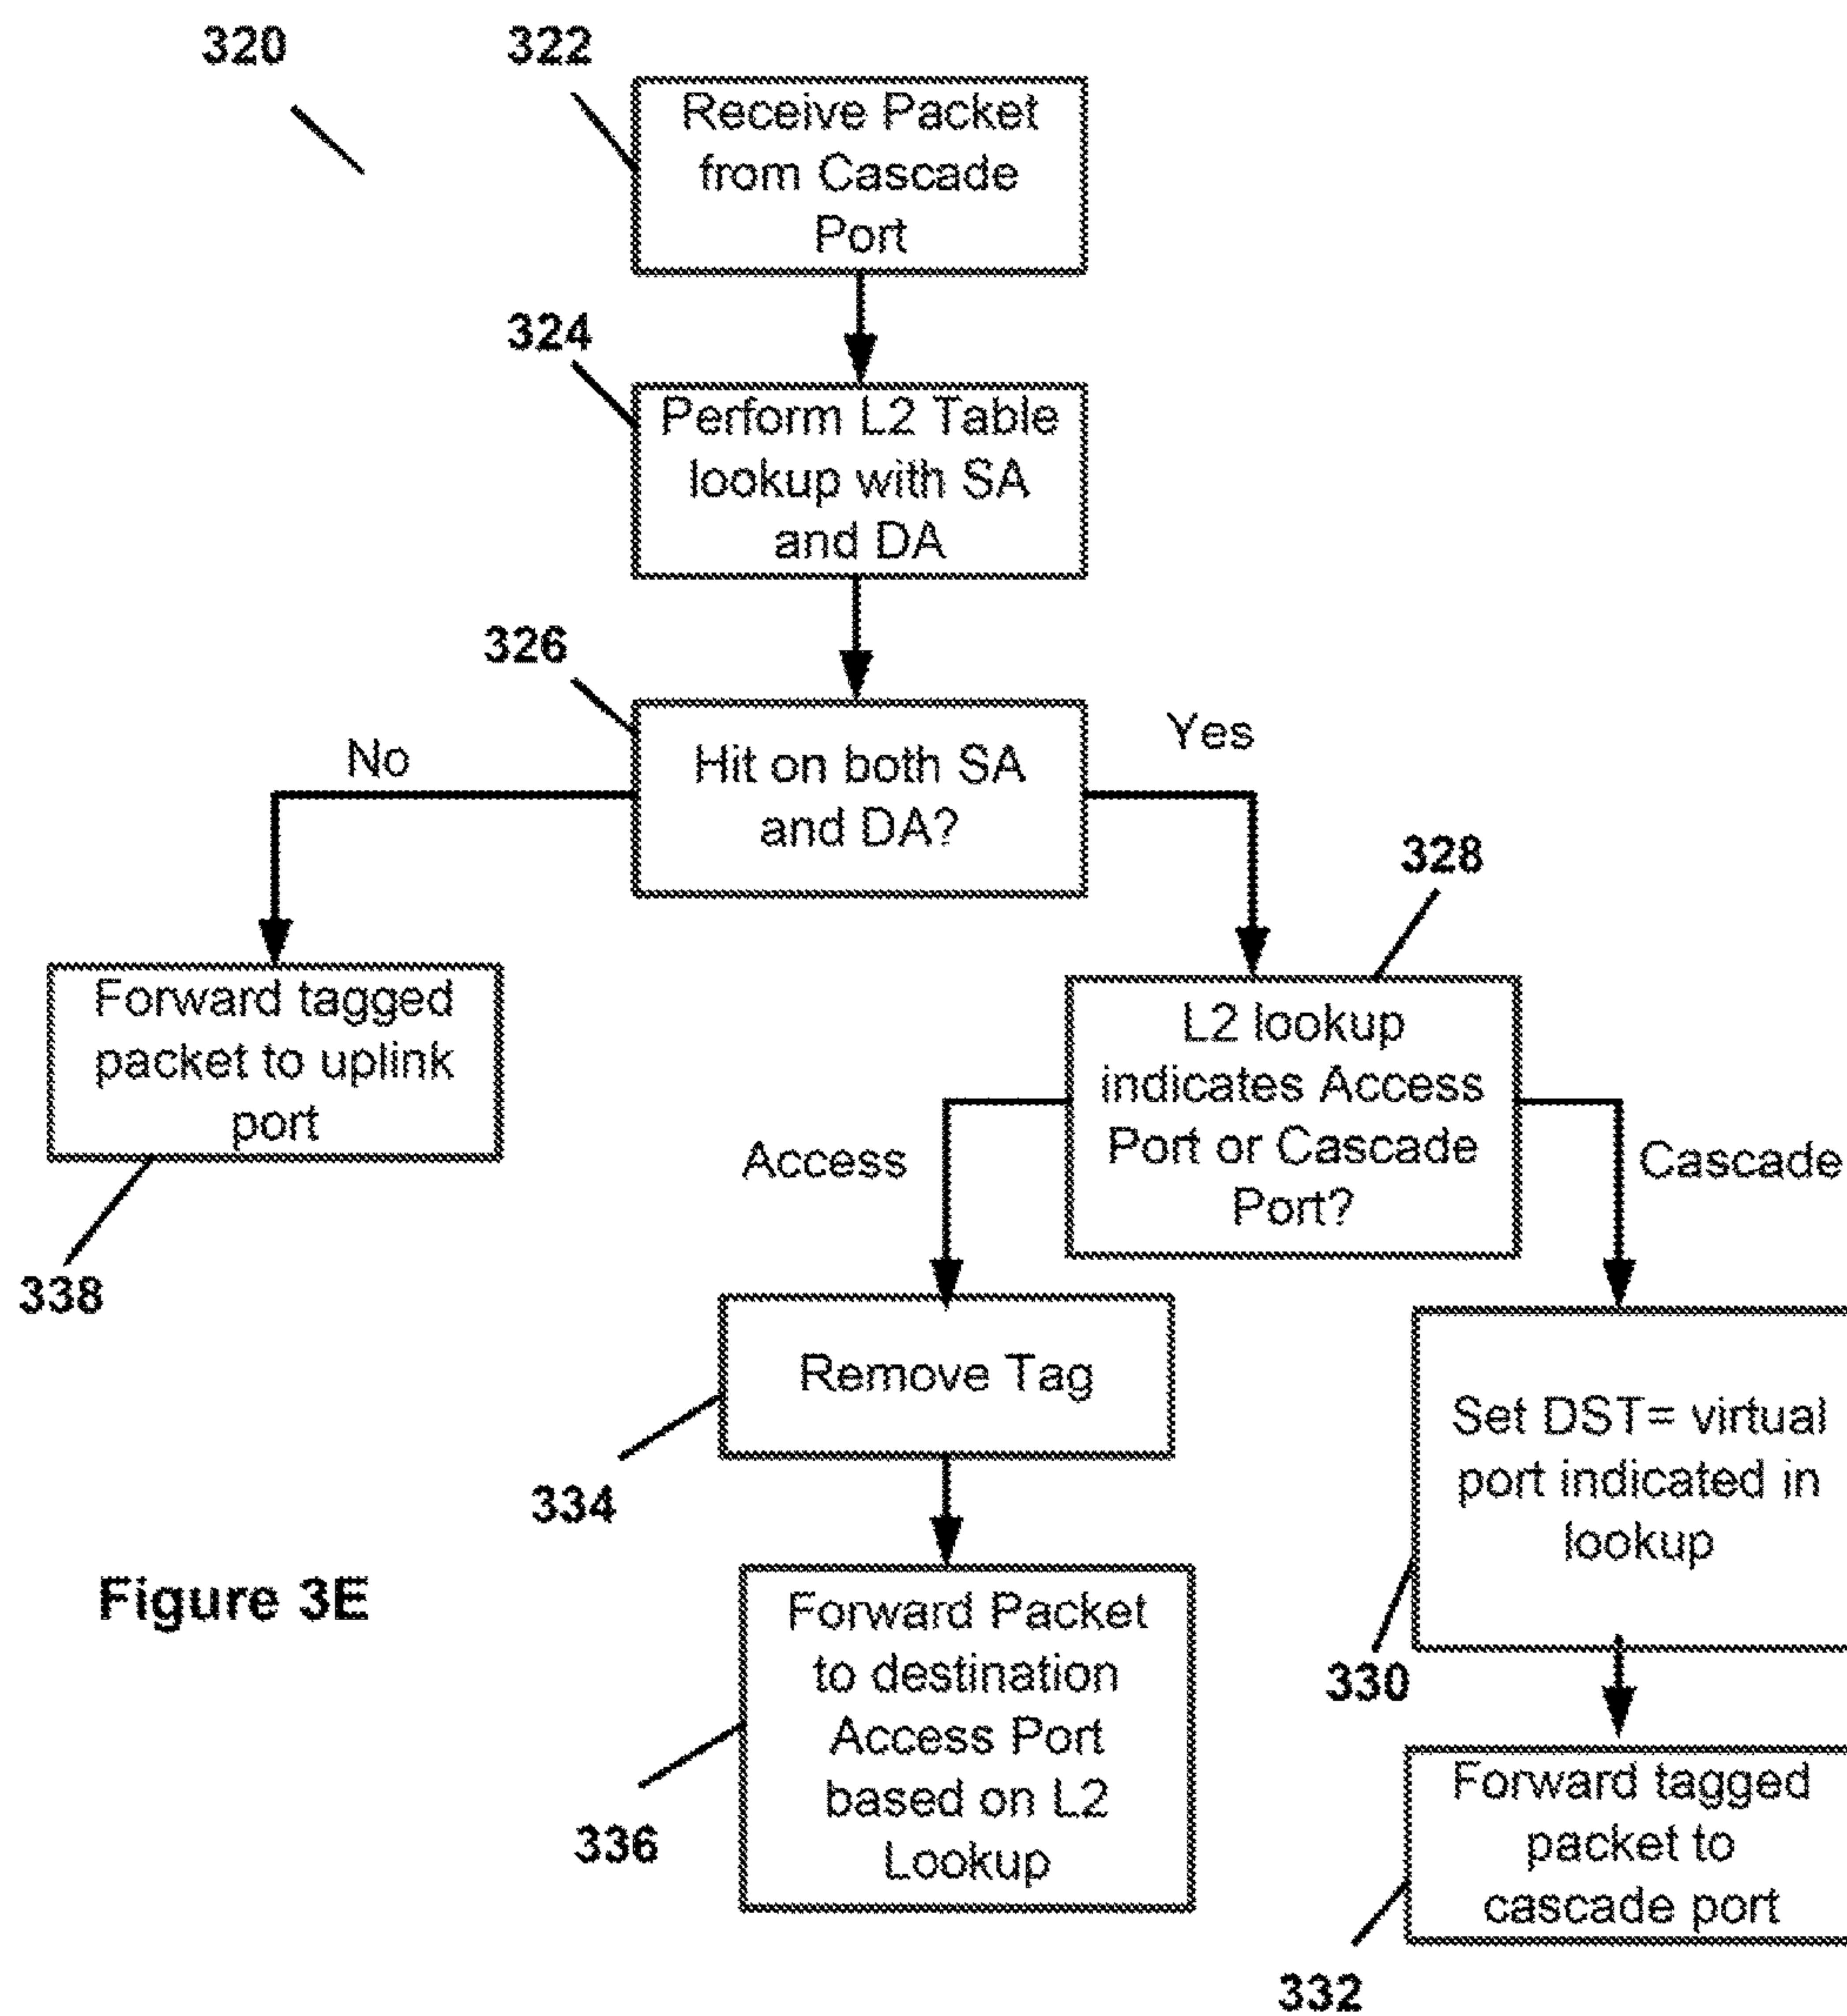 320
322
Receive Packet
from Cascade
Port
324
Perform L2 Table
lookup with SA
and DA
326
Hit on both SA
and DA?
No
Yes
328
Forward tagged
packet to uplink
port
338
L2 lookup
indicates Access
Port or Cascade
Port?
Access
Cascade
Remove Tag
334
Set DST= virtual
port indicated in
lookup
330
Figure 3E
Forward Packet
to destination
Access Port
based on L2
Lookup
336
Forward tagged
packet to
cascade port
332